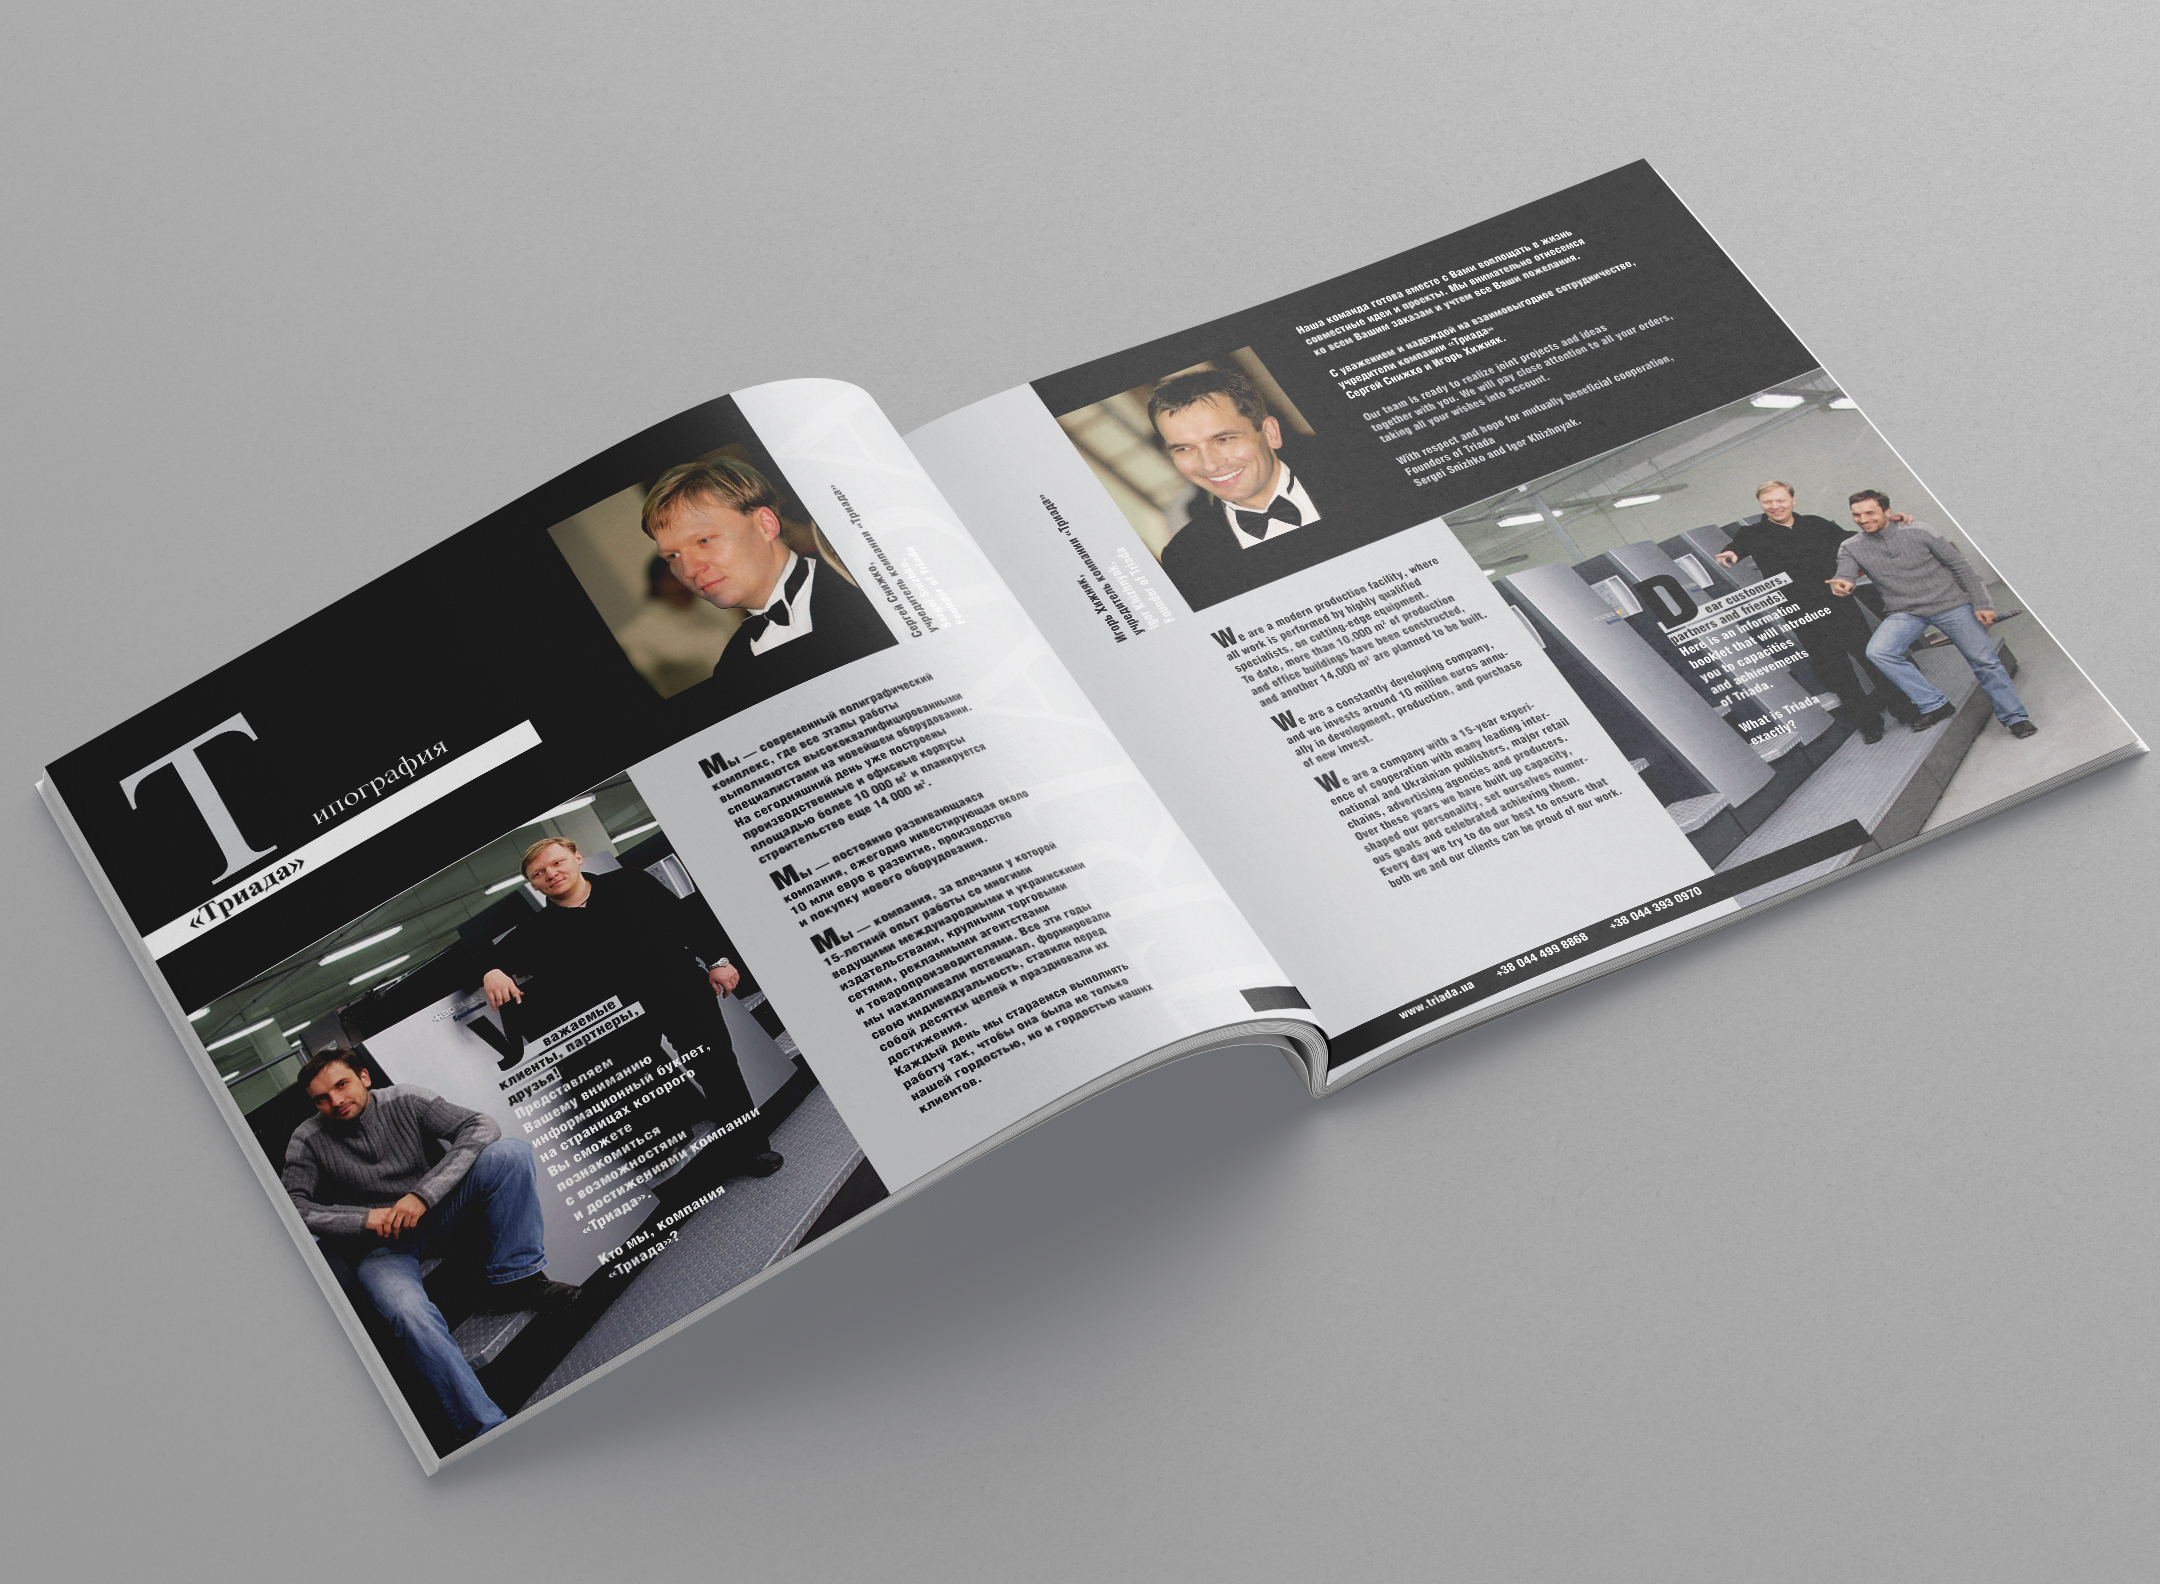 Типография
«Триада»
Сергей Снижко,
учредитель компании «Триада»
Sergey Snizhko,
Founder of Triada
Уважаемые
клиенты, партнеры,
друзья!
Представляем
Вашему вниманию
информационный буклет,
на страницах которого
Вы сможете
познакомиться
с возможностями
и достижениями компании
«Триада».
Кто мы, компания
«Триада»?
Мы — современный полиграфический
комплекс, где все этапы работы
выполняются высококвалифицированными
специалистами на новейшем оборудовании.
На сегодняшний день уже построены
производственные и офисные корпусы
площадью более 10 000 м² и планируется
строительство еще 14 000 м².
Мы — постоянно развивающаяся
компания, ежегодно инвестирующая около
10 млн евро в развитие, производство
и покупку нового оборудования.
Мы — компания, за плечами у которой
15-летний опыт работы со многими
ведущими международными и украинскими
издательствами, крупными торговыми
сетями, рекламными агентствами
и товаропроизводителями. Все эти годы
мы накапливали потенциал, формировали
свою индивидуальность, ставили перед
собой десятки целей и праздновали их
достижения.
Каждый день мы стараемся выполнять
работу так, чтобы она была не только
нашей гордостью, но и гордостью наших
клиентов.
Игорь Хижняк,
учредитель компании «Триада»
Igor Khizhnyak,
Founder of Triada
Наша команда готова вместе с Вами воплощать в жизнь
совместные идеи и проекты. Мы внимательно отнесемся
ко всем Вашим заказам и учтем все Ваши пожелания.
С уважением и надеждой на взаимовыгодное сотрудничество,
учредители компании «Триада»
Сергей Снижко и Игорь Хижняк.
Our team is ready to realize joint projects and ideas
together with you. We will pay close attention to all your orders,
taking all your wishes into account.
With respect and hope for mutually beneficial cooperation,
Founders of Triada
Sergei Snizhko and Igor Khizhnyak.
We are a modern production facility, where
all work is performed by highly qualified
specialists, on cutting-edge equipment.
To date, more than 10.000 m² of production
and office buildings have been constructed,
and another 14,000 m² are planned to be built.
We are a constantly developing company,
and we invests around 10 million euros annu-
ally in development, production, and purchase
of new invest.
We are a company with a 15-year experi-
ence of cooperation with many leading inter-
national and Ukrainian publishers, major retail
chains, advertising agencies and producers.
Over these years we have built up capacity,
shaped our personality, set ourselves numer-
ous goals and celebrated achieving them.
Every day we try to do our best to ensure that
both we and our clients can be proud of our work.
Dear customers,
partners and friends!
Here is an information
booklet that will introduce
you to capacities
and achievements
of Triada.
What is Triada
exactly?
www.triada.ua +38 044 499 8868 +38 044 393 0970